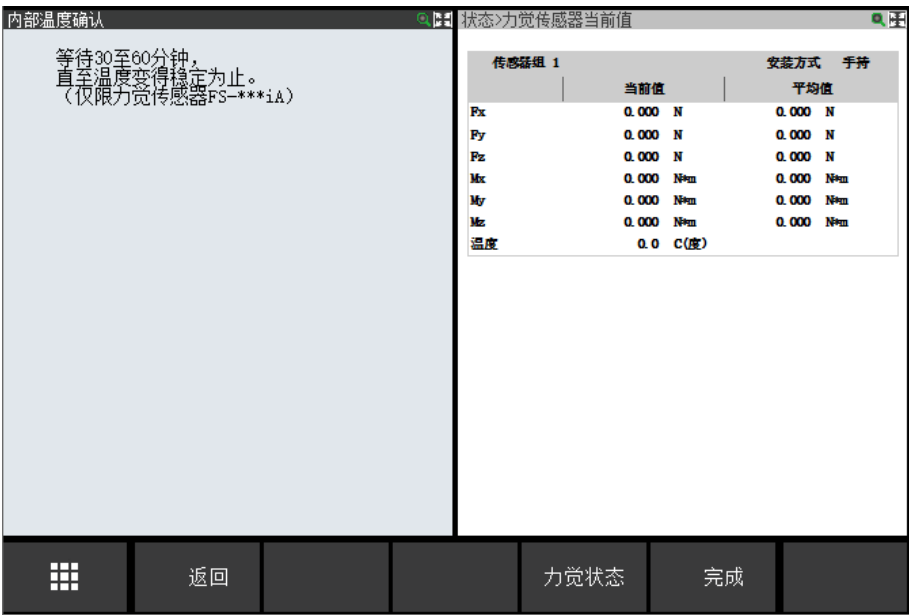 内部温度确认
等待30至60分钟，
直至温度变得稳定为止。
（仅限力觉传感器FS-***iA）
状态>力觉传感器当前值
传感器组 1 安装方式 手持
当前值 平均值
Fx 0.000 N 0.000 N
Fy 0.000 N 0.000 N
Fz 0.000 N 0.000 N
Mx 0.000 N*m 0.000 N*m
My 0.000 N*m 0.000 N*m
Mz 0.000 N*m 0.000 N*m
温度 0.0 C(度)
返回 力觉状态 完成